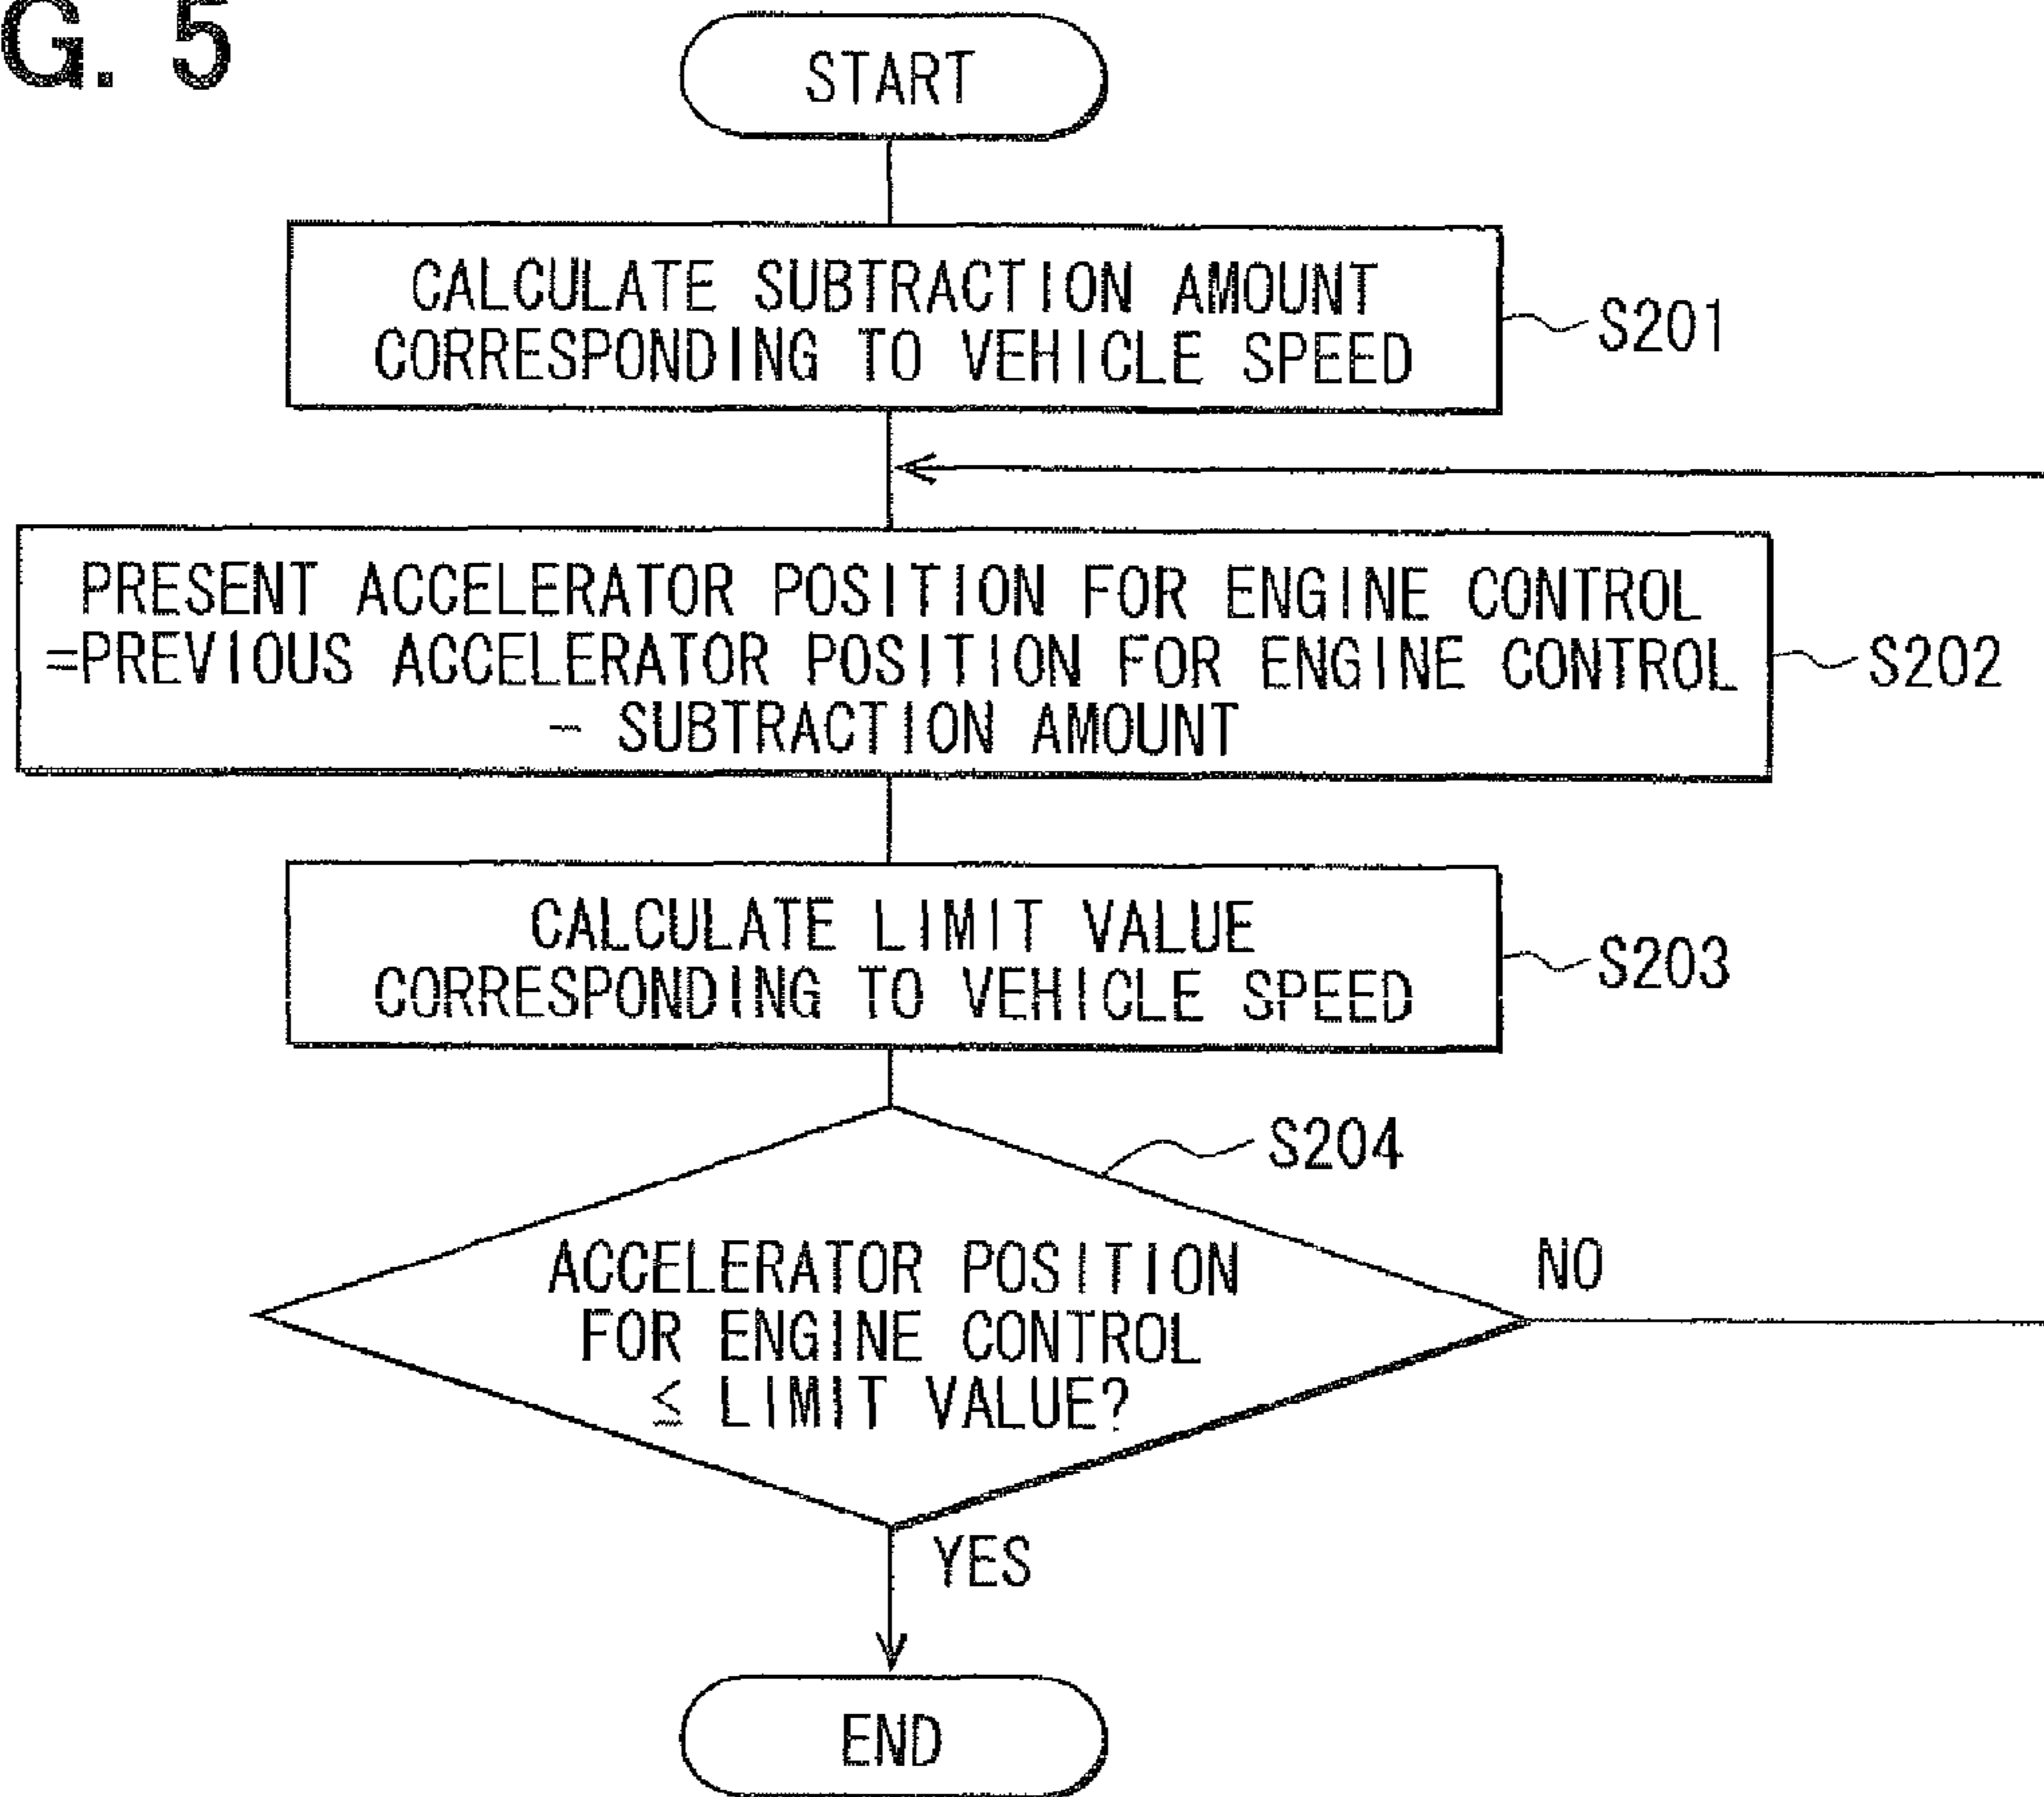 G. 5
START
CALCULATE SUBTRACTION AMOUNT
CORRESPONDING TO VEHICLE SPEED
S201
PRESENT ACCELERATOR POSITION FOR ENGINE CONTROL
=PREVIOUS ACCELERATOR POSITION FOR ENGINE CONTROL
- SUBTRACTION AMOUNT
S202
CALCULATE LIMIT VALUE
CORRESPONDING TO VEHICLE SPEED
S203
S204
ACCELERATOR POSITION
FOR ENGINE CONTROL
≤ LIMIT VALUE?
NO
YES
END